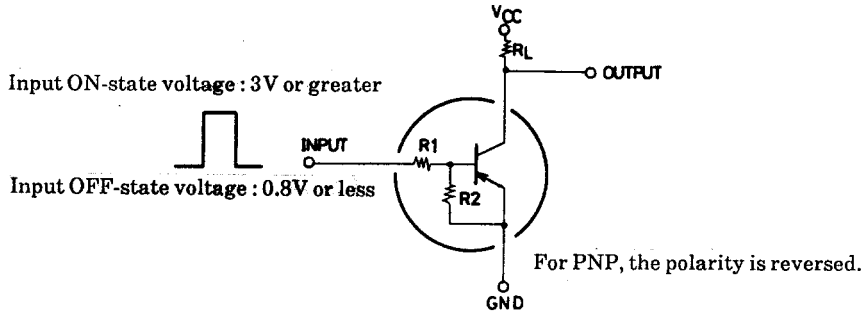 VCC
RL
OUTPUT
Input ON-state voltage : 3V or greater
INPUT
R1
Input OFF-state voltage : 0.8V or less
R2
For PNP, the polarity is reversed.
GND